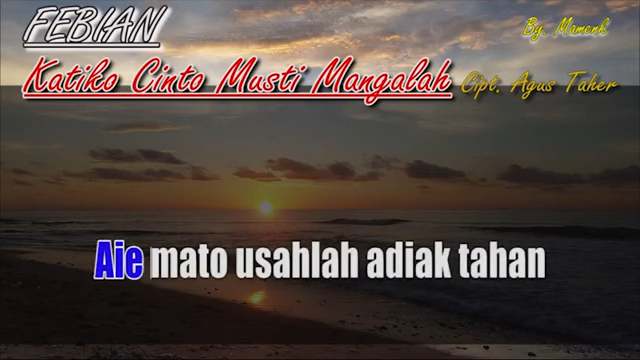 FEBIAN
By. Mamenk
Katiko Cinto Musti Mangalah Cipt. Agus Taher
Aie mato usahlah adiak tahan